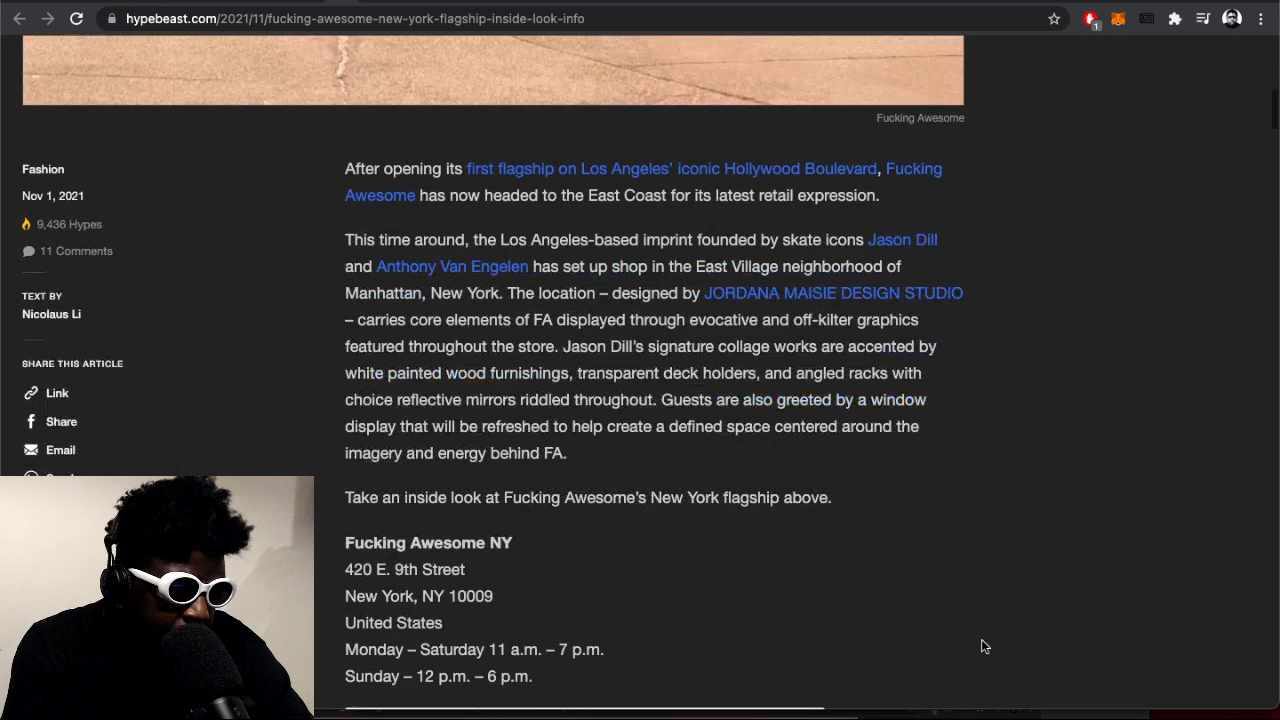 hypebeast.com/2021/11/fucking-awesome-new-york-flagship-inside-look-info
1
Fucking Awesome
Fashion
Nov 1, 2021
9,436 Hypes
11 Comments
TEXT BY
Nicolaus Li
SHARE THIS ARTICLE
Link
Share
Email
After opening its first flagship on Los Angeles’ iconic Hollywood Boulevard, Fucking
Awesome has now headed to the East Coast for its latest retail expression.
This time around, the Los Angeles-based imprint founded by skate icons Jason Dill
and Anthony Van Engelen has set up shop in the East Village neighborhood of
Manhattan, New York. The location – designed by JORDANA MAISIE DESIGN STUDIO
– carries core elements of FA displayed through evocative and off-kilter graphics
featured throughout the store. Jason Dill’s signature collage works are accented by
white painted wood furnishings, transparent deck holders, and angled racks with
choice reflective mirrors riddled throughout. Guests are also greeted by a window
display that will be refreshed to help create a defined space centered around the
imagery and energy behind FA.
Take an inside look at Fucking Awesome’s New York flagship above.
Fucking Awesome NY
420 E. 9th Street
New York, NY 10009
United States
Monday – Saturday 11 a.m. – 7 p.m.
Sunday – 12 p.m. – 6 p.m.